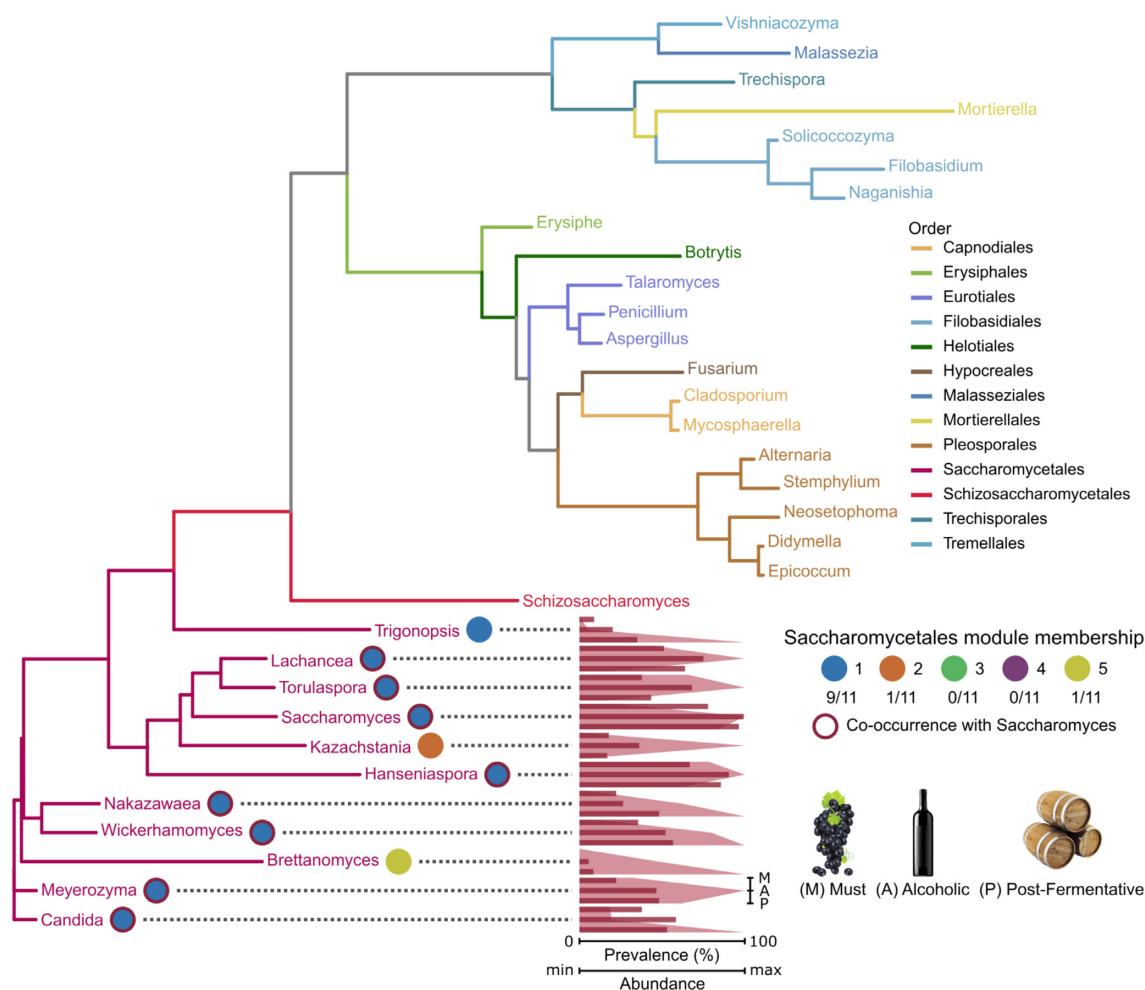 Vishniacozyma
Malassezia
Trechispora
Mortierella
Solicoccozyma
Filobasidium
Naganishia
Erysiphe
Botrytis
Talaromyces
Penicillium
Aspergillus
Fusarium
Cladosporium
Mycosphaerella
Alternaria
Stemphylium
Neosetophoma
Didymella
Epicoccum
Schizosaccharomyces
Order
Capnodiales
Erysiphales
Eurotiales
Filobasidiales
Helotiales
Hypocreales
Malasseziales
Mortierellales
Pleosporales
Saccharomycetales
Schizosaccharomycetales
Trechisporales
Tremellales
Trigonopsis
Lachancea
Torulaspora
Saccharomyces
Kazachstania
Hanseniaspora
Nakazawaea
Wickerhamomyces
Brettanomyces
Meyerozyma
Candida
M
A
P
0 100
Prevalence (%)
min max
Abundance
Saccharomycetales module membership
1 2 3 4 5
9/11 1/11 0/11 0/11 1/11
Co-occurrence with Saccharomyces
(M) Must (A) Alcoholic (P) Post-Fermentative